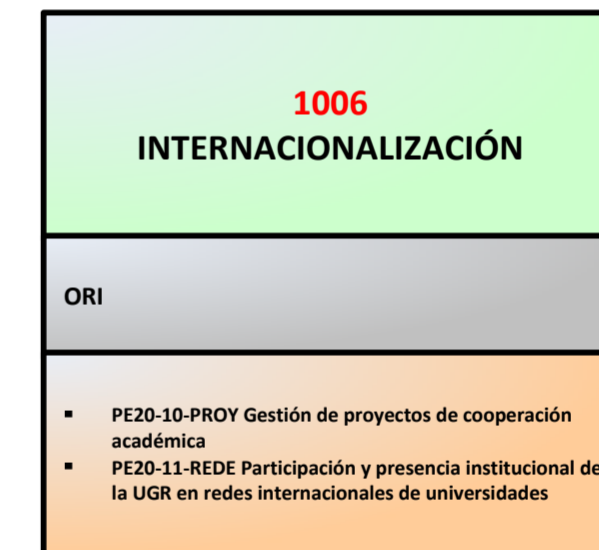 1006
INTERNACIONALIZACIÓN
ORI
▪ PE20-10-PROY Gestión de proyectos de cooperación
académica
▪ PE20-11-REDE Participación y presencia institucional de
la UGR en redes internacionales de universidades